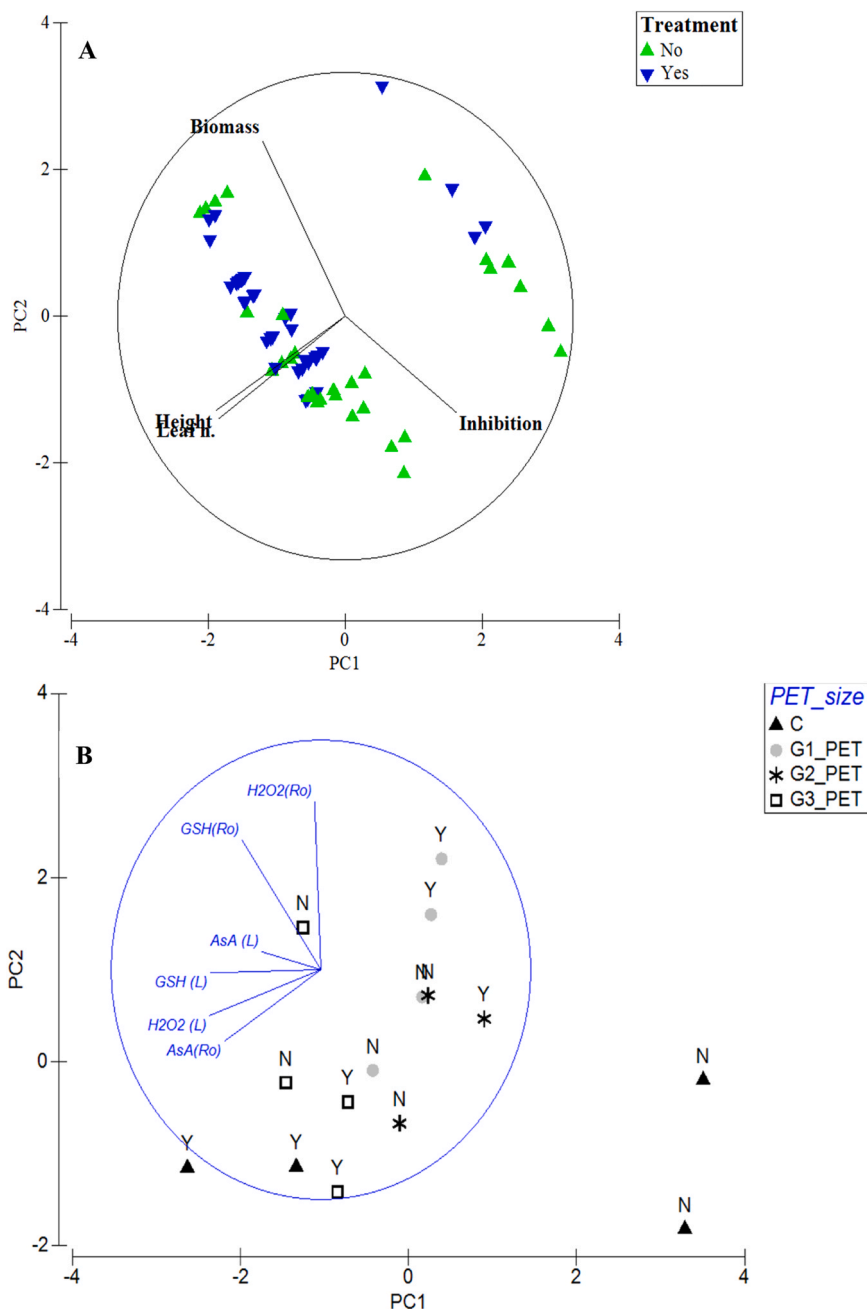 A
Treatment
No
Yes
4
2
0
-2
-4
PC2
Biomass
Height
Leaf n.
Inhibition
-4 -2 0 2 4
PC1
B
PET_size
C
G1_PET
G2_PET
G3_PET
4
2
0
-2
PC2
H2O2(Ro)
GSH(Ro)
AsA (L)
GSH (L)
H2O2 (L)
AsA(Ro)
Y
Y
N
N N
Y
N
N
N
Y
N
Y Y
Y
N
N
-4 -2 0 2 4
PC1